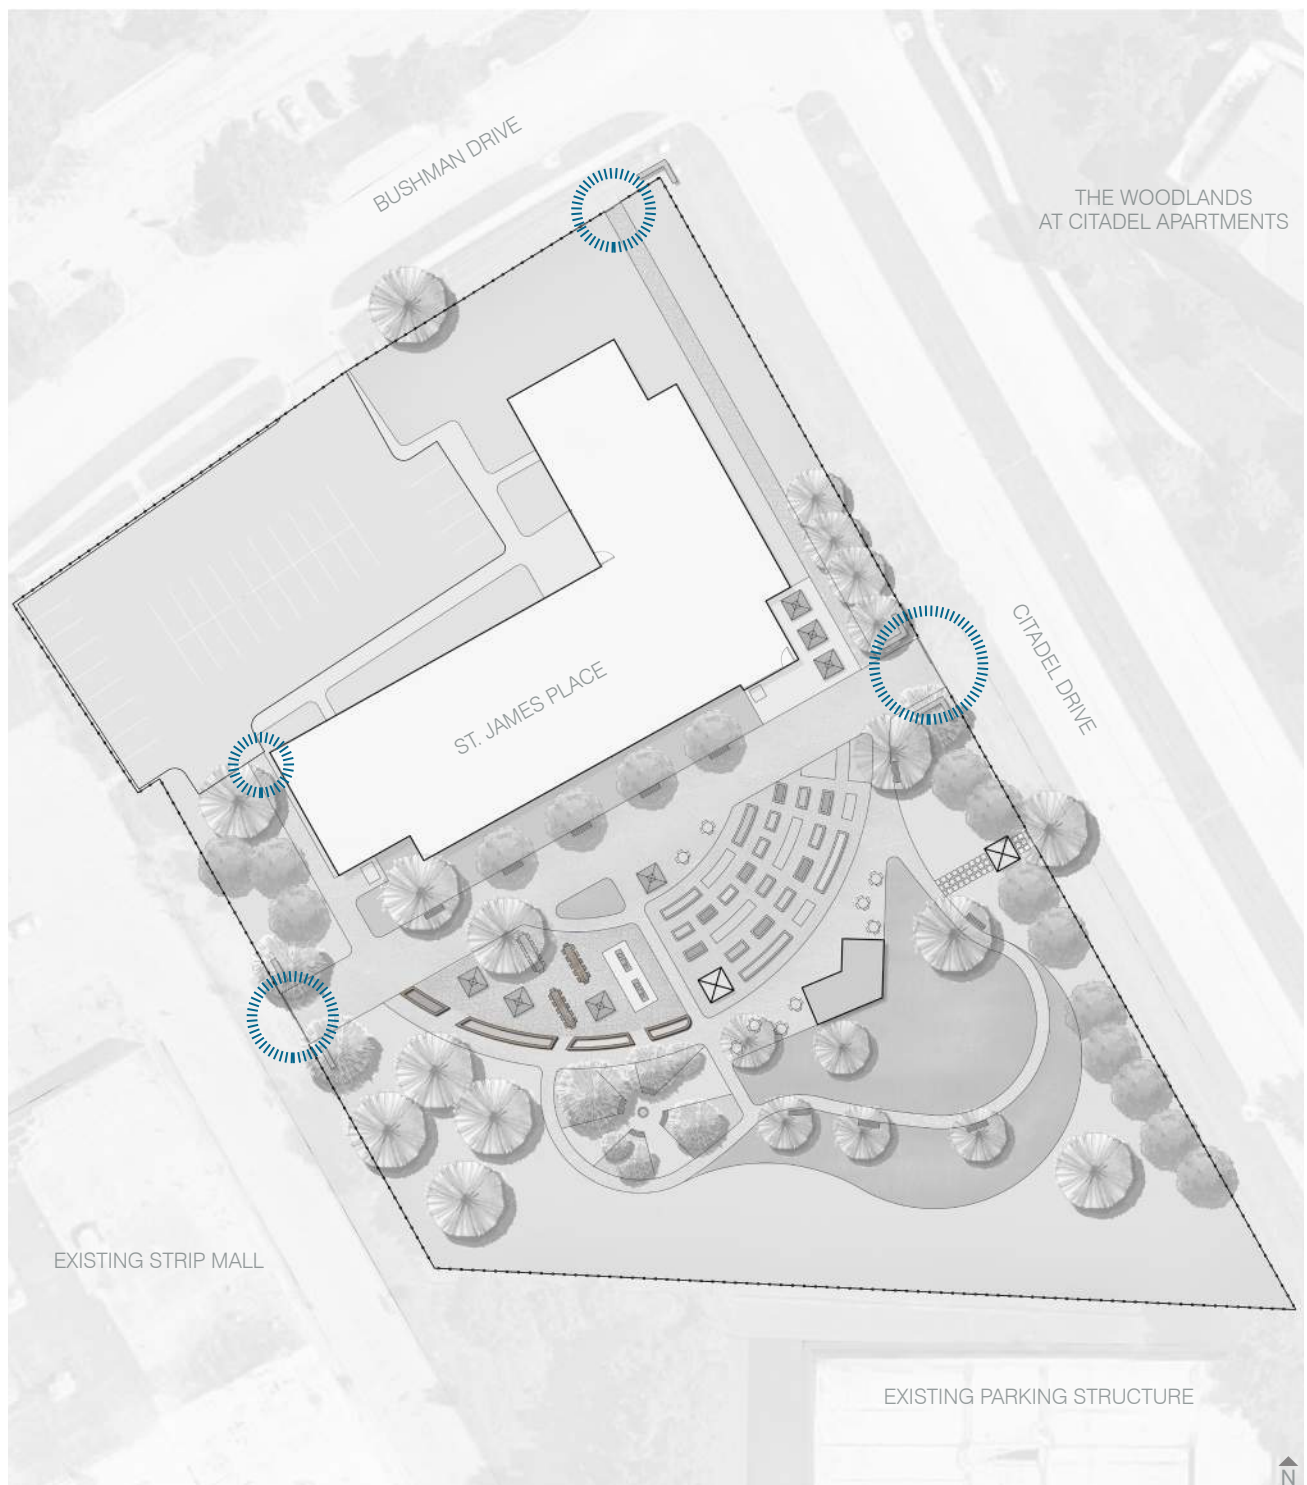 BUSHMAN DRIVE
THE WOODLANDS
AT CITADEL APARTMENTS
CITADEL DRIVE
ST. JAMES PLACE
EXISTING STRIP MALL
EXISTING PARKING STRUCTURE
N